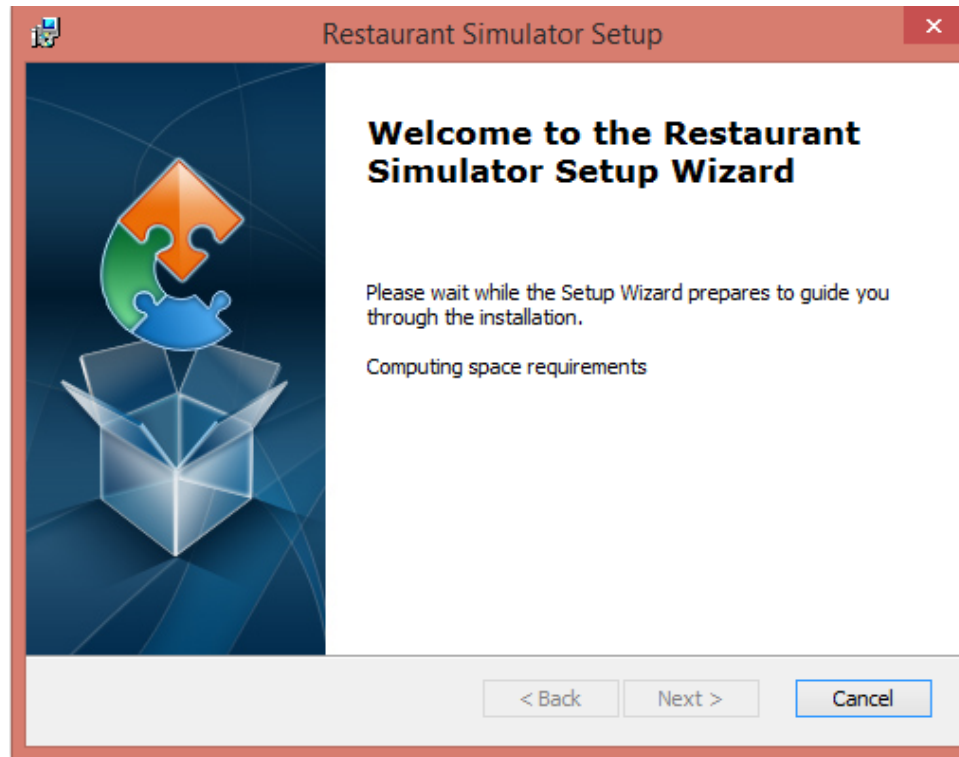 Restaurant Simulator Setup
Welcome to the Restaurant
Simulator Setup Wizard
Please wait while the Setup Wizard prepares to guide you
through the installation.
Computing space requirements
< Back
Next >
Cancel